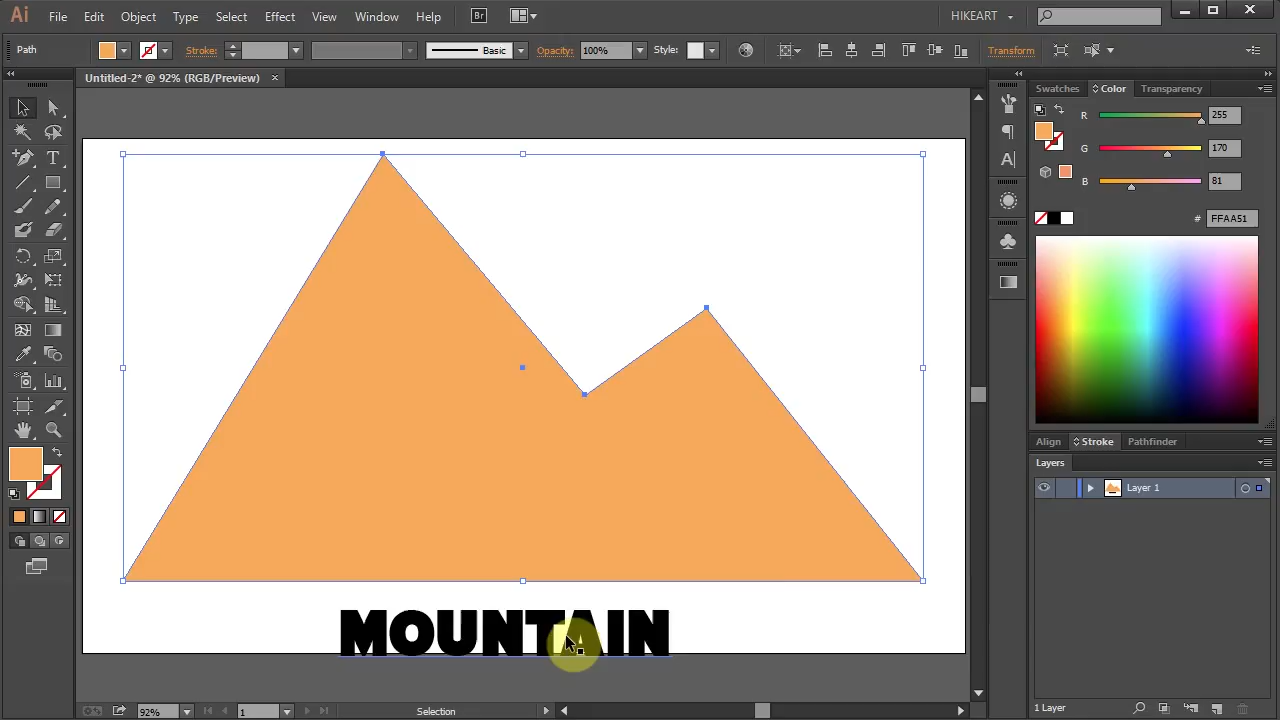 Ai File Edit Object Type Select Effect View Window Help Br HIKEART
Path Stroke: Basic Opacity: 100% Style: Transform
Untitled-2* @ 92% (RGB/Preview) ×
Swatches Color Transparency
R 255
G 170
B 81
# FFAA51
Align Stroke Pathfinder
Layers
Layer 1
MOUNTAIN
1 Layer
92% 1 Selection